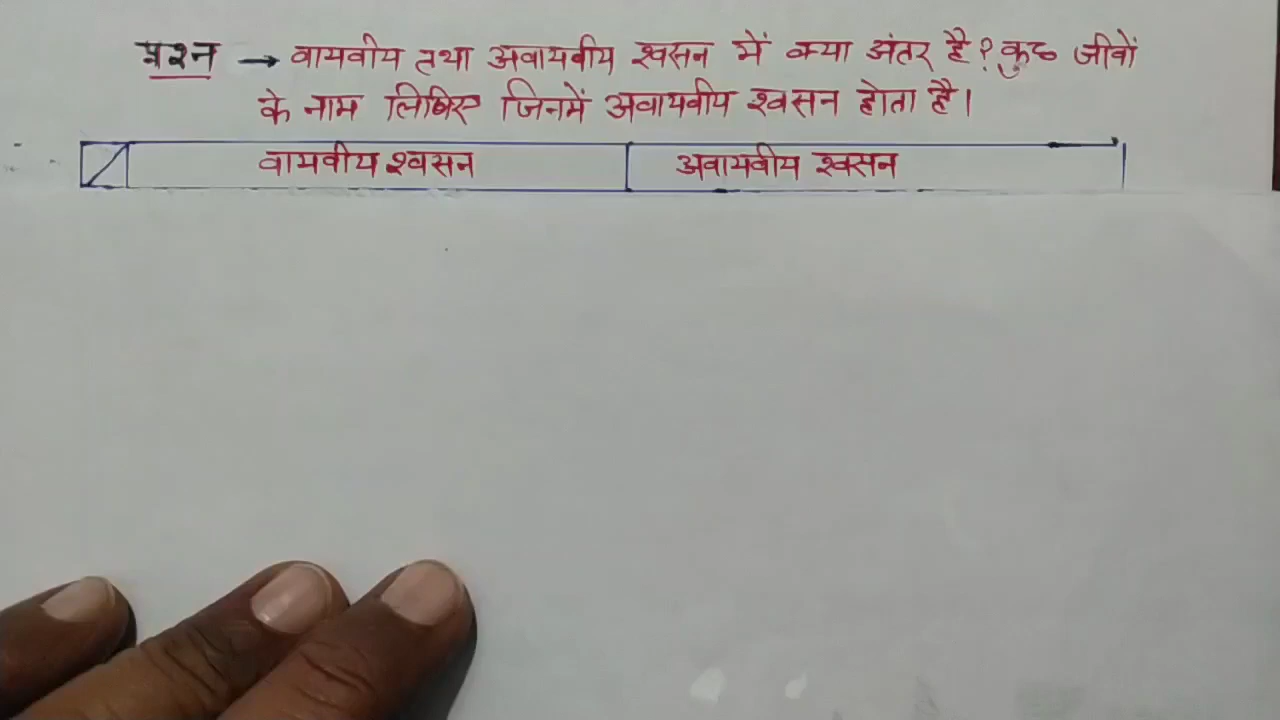 प्रश्न → वायवीय तथा अवायवीय श्वसन में क्या अंतर है? कुछ जीवों
के नाम लिखिए जिनमें अवायवीय श्वसन होता है।
वायवीय श्वसन अवायवीय श्वसन